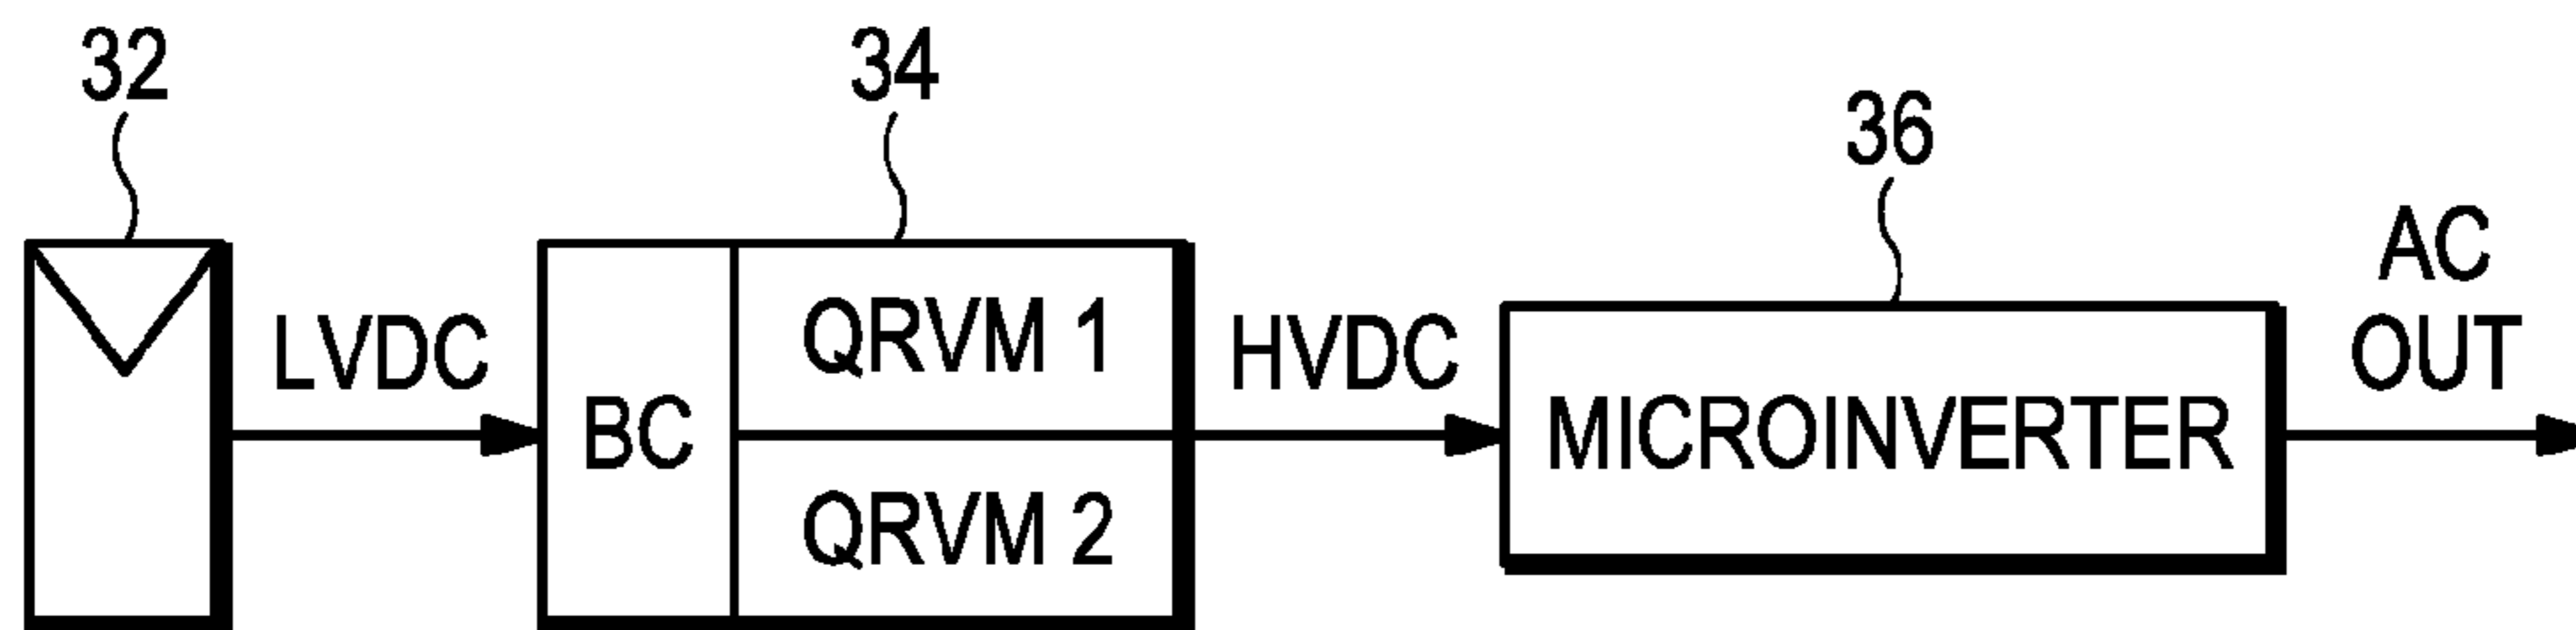 32
34
36
LVDC
BC
QRVM 1
QRVM 2
HVDC
MICROINVERTER
AC
OUT